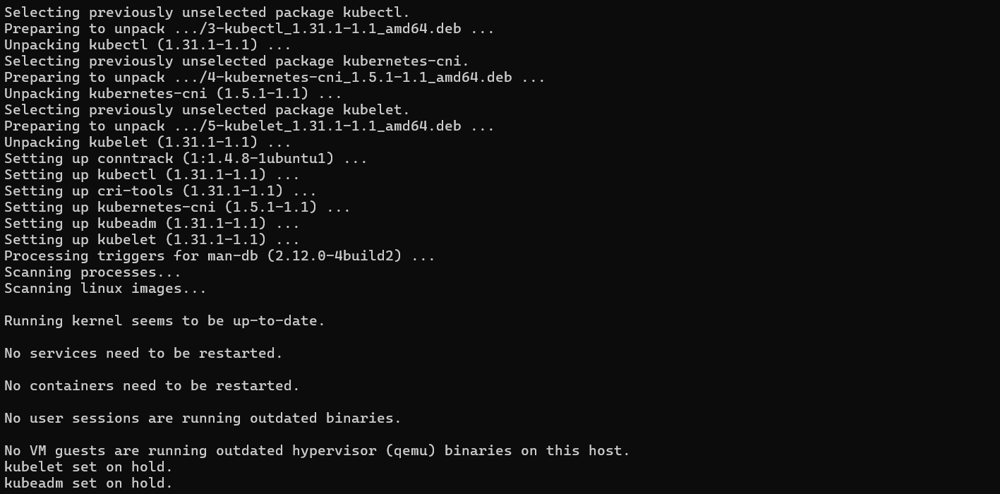 Selecting previously unselected package kubectl.
Preparing to unpack .../3-kubectl_1.31.1-1.1_amd64.deb ...
Unpacking kubectl (1.31.1-1.1) ...
Selecting previously unselected package kubernetes-cni.
Preparing to unpack .../4-kubernetes-cni_1.5.1-1.1_amd64.deb ...
Unpacking kubernetes-cni (1.5.1-1.1) ...
Selecting previously unselected package kubelet.
Preparing to unpack .../5-kubelet_1.31.1-1.1_amd64.deb ...
Unpacking kubelet (1.31.1-1.1) ...
Setting up conntrack (1:1.4.8-1ubuntu1) ...
Setting up kubectl (1.31.1-1.1) ...
Setting up cri-tools (1.31.1-1.1) ...
Setting up kubernetes-cni (1.5.1-1.1) ...
Setting up kubeadm (1.31.1-1.1) ...
Setting up kubelet (1.31.1-1.1) ...
Processing triggers for man-db (2.12.0-4build2) ...
Scanning processes...
Scanning linux images...
Running kernel seems to be up-to-date.
No services need to be restarted.
No containers need to be restarted.
No user sessions are running outdated binaries.
No VM guests are running outdated hypervisor (qemu) binaries on this host.
kubelet set on hold.
kubeadm set on hold.